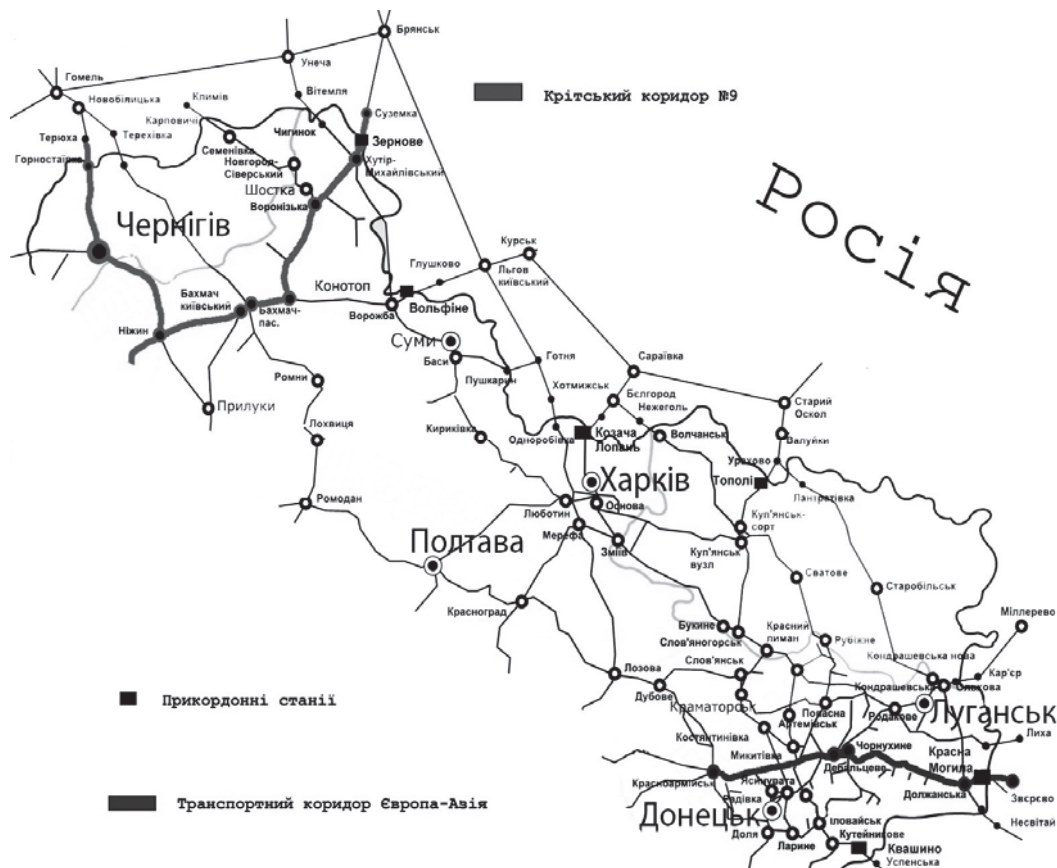 Брянськ
Унеча
Гомель
Новобілицька
Климів
Вітемля
Крітський коридор №9
Карповичі
Суземка
Чигинок
Терюха
Терехівка
Зернове
Семенівка
Горностаївка
Новгород-
Сіверський
Хутір-
Михайлівський
Шостка
Воронізька
Росія
Чернігів
Курськ
Глушково
Льгов
київський
Конотоп
Бахмач
київський
Вольфіне
Ворожба
Бахмач-
пас.
Ніжин
Суми
Готня
Сараївка
Баси
Пушкарни
Ромни
Хотмижськ
Бєлгород
Старий
Оскол
Нежеголь
Прилуки
Кириківка
Лохвиця
Одноробівка
Козача
Лопань
Волчанськ
Валуйки
Уразово
Харків
Тополі
Пантратівка
Ромодан
Люботин
Основа
Куп'янськ-
сорт
Полтава
Мерефа
Зміїв
Куп'янськ
вузл
Сватове
Старобільськ
Красноград
Міллерево
Букине
Красний
лиман
Рубіжне
Слов'яногорськ
Кондрашевська нова
Слов'янськ
Лозова
Кар'єр
Кондрашевська
Дубове
Прикордонні станії
Краматорськ
Попасна
Родакове
Луганськ
Артемівськ
Костянтинівка
Чорнухине
Лиха
Микитівка
Красна
Могила
Дебальцеве
Красноармійськ
Ясинувата
Должанська
Звєрєво
Транспортний коридор Європа-Азія
Донецьк
Несвітай
Іловайськ
Доля
Кутейникове
Ларине
Квашино
Успенська